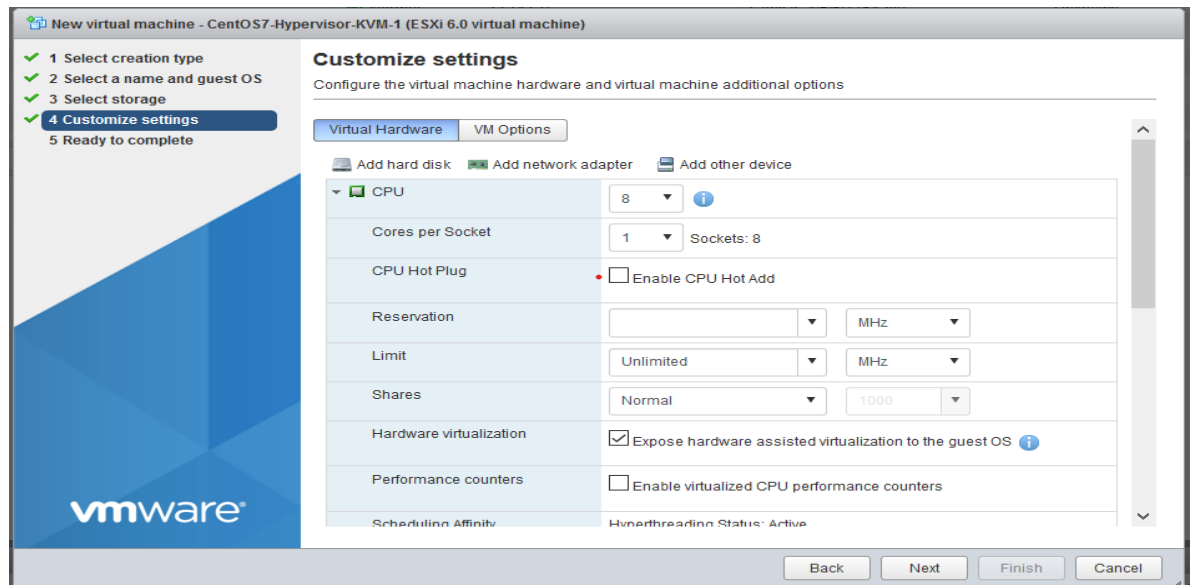 New virtual machine - CentOS7-Hypervisor-KVM-1 (ESXi 6.0 virtual machine)
1 Select creation type
2 Select a name and guest OS
3 Select storage
4 Customize settings
5 Ready to complete
vmware®
Customize settings
Configure the virtual machine hardware and virtual machine additional options
Virtual Hardware VM Options
Add hard disk Add network adapter Add other device
CPU 8
Cores per Socket 1 Sockets: 8
CPU Hot Plug Enable CPU Hot Add
Reservation MHz
Limit Unlimited MHz
Shares Normal 1000
Hardware virtualization Expose hardware assisted virtualization to the guest OS
Performance counters Enable virtualized CPU performance counters
Scheduling Affinity Hyperthreading Status: Active
Back Next Finish Cancel